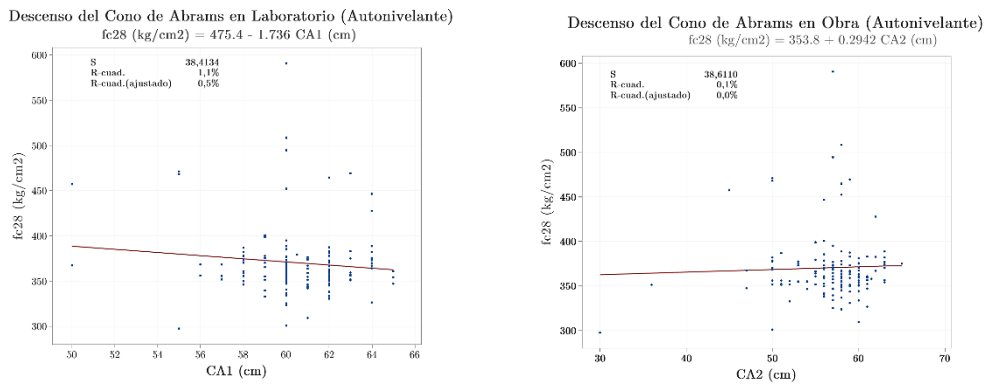 Descenso del Cono de Abrams en Laboratorio (Autonivelante)
fc28 (kg/cm2) = 475.4 - 1.736 CA1 (cm)
S 38,4134
R-cuad. 1,1%
R-cuad.(ajustado) 0,5%
600
550
500
450
400
350
300
fc28 (kg/cm2)
50 52 54 56 58 60 62 64 66
CA1 (cm)
Descenso del Cono de Abrams en Obra (Autonivelante)
fc28 (kg/cm2) = 353.8 + 0.2942 CA2 (cm)
S 38,6110
R-cuad. 0,1%
R-cuad.(ajustado) 0,0%
600
550
500
450
400
350
300
fc28 (kg/cm2)
30 40 50 60 70
CA2 (cm)